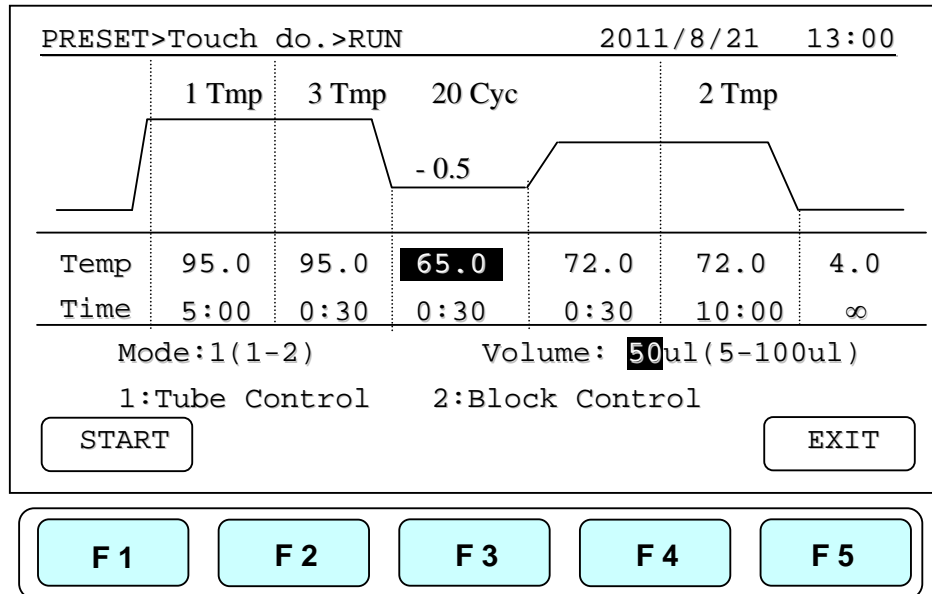 PRESET>Touch do.>RUN 2011/8/21 13:00
1 Tmp 3 Tmp 20 Cyc 2 Tmp
- 0.5
Temp 95.0 95.0 65.0 72.0 72.0 4.0
Time 5:00 0:30 0:30 0:30 10:00 ∞
Mode:1(1-2) Volume: 50ul(5-100ul)
1:Tube Control 2:Block Control
START EXIT
F 1 F 2 F 3 F 4 F 5